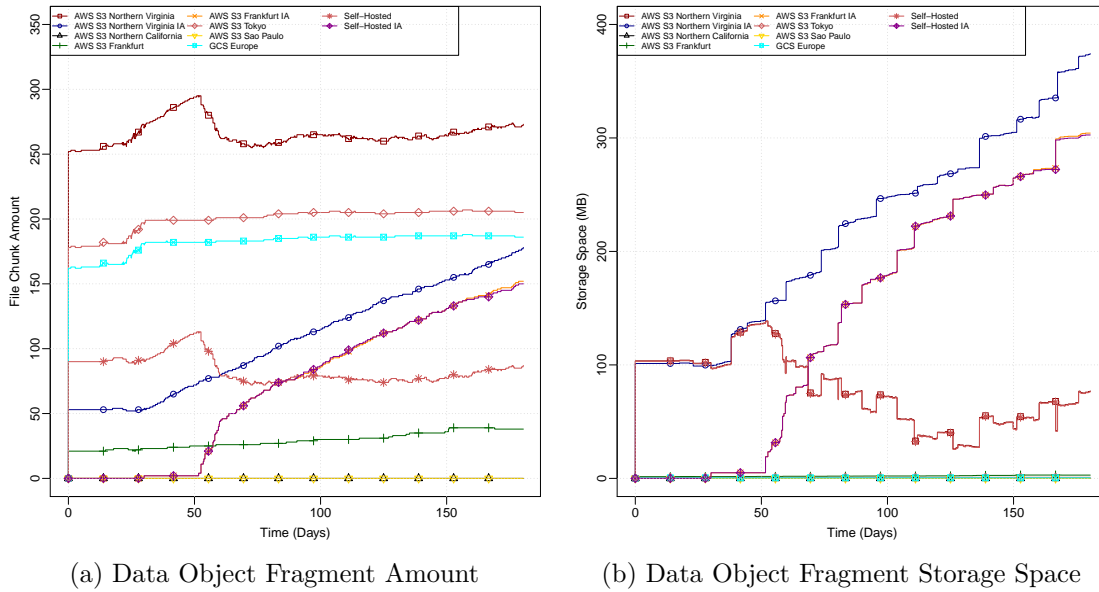 AWS S3 Northern Virginia
AWS S3 Northern Virginia IA
AWS S3 Northern California
AWS S3 Frankfurt
AWS S3 Frankfurt IA
AWS S3 Tokyo
AWS S3 Sao Paulo
GCS Europe
Self-Hosted
Self-Hosted IA
350
300
250
200
150
100
50
0
File Chunk Amount
0 50 100 150
Time (Days)
(a) Data Object Fragment Amount
AWS S3 Northern Virginia
AWS S3 Northern Virginia IA
AWS S3 Northern California
AWS S3 Frankfurt
AWS S3 Frankfurt IA
AWS S3 Tokyo
AWS S3 Sao Paulo
GCS Europe
Self-Hosted
Self-Hosted IA
400
300
200
100
0
Storage Space (MB)
0 50 100 150
Time (Days)
(b) Data Object Fragment Storage Space